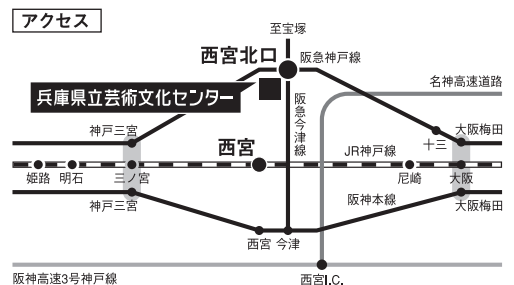 アクセス
至宝塚
西宮北口
阪急神戸線
名神高速道路
兵庫県立芸術文化センター
阪急今津線
神戸三宮
十三
大阪梅田
西宮
JR神戸線
姫路
明石
三ノ宮
尼崎
大阪
神戸三宮
阪神本線
大阪梅田
西宮
今津
阪神高速3号神戸線
西宮I.C.